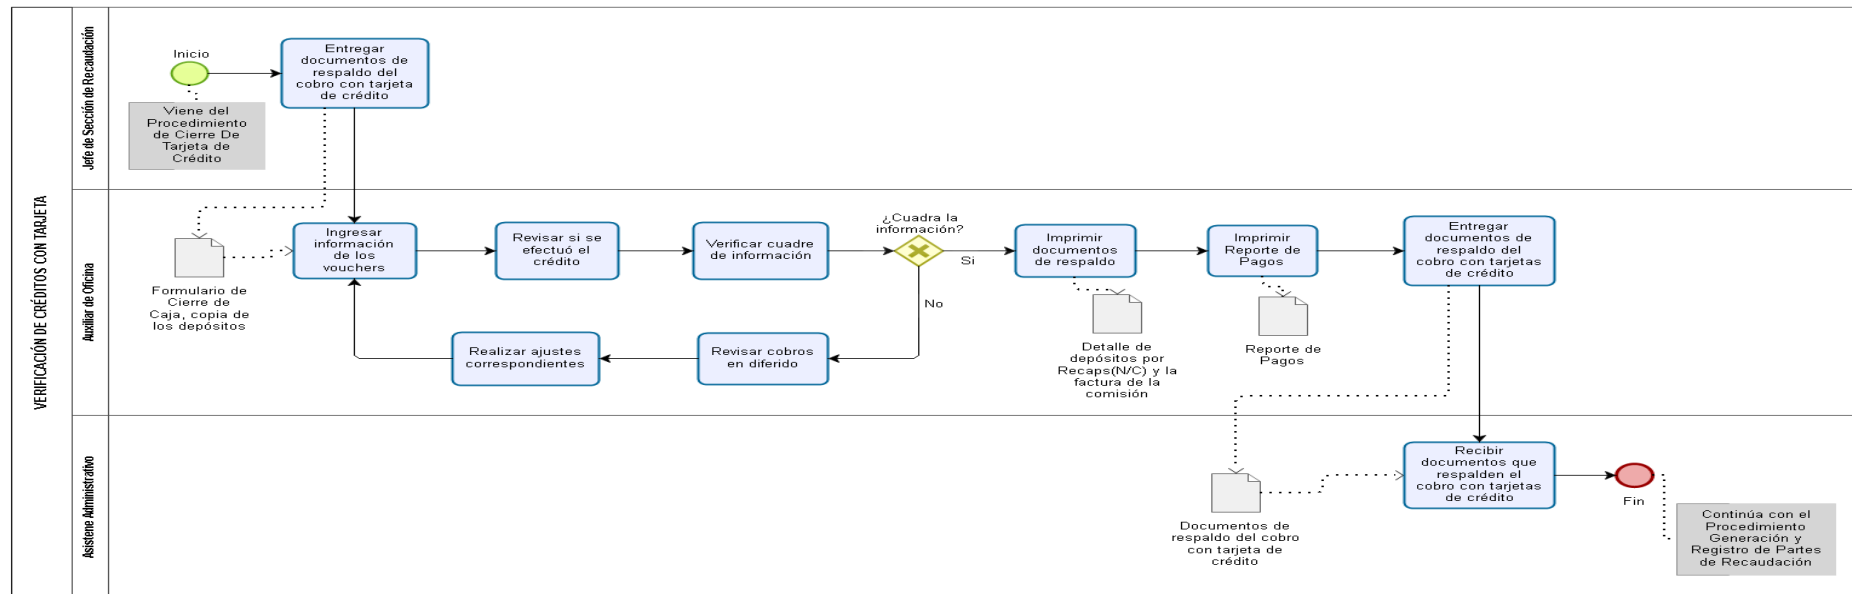 VERIFICACIÓN DE CRÉDITOS CON TARJETA
Jefe de Sección de Recaudación
Inicio
Viene del
Procedimiento
de Cierre De
Tarjeta de
Crédito
Entregar
documentos de
respaldo del
cobro con tarjeta
de crédito
Auxiliar de Oficina
Formulario de
Cierre de
Caja, copia de
los depósitos
Ingresar
información
de los
vouchers
Revisar si se
efectuó el
crédito
Verificar cuadre
de información
¿Cuadra la
información?
Si
No
Imprimir
documentos
de respaldo
Imprimir
Reporte de
Pagos
Entregar
documentos de
respaldo del
cobro con tarjetas
de crédito
Realizar ajustes
correspondientes
Revisar cobros
en diferido
Detalle de
depósitos por
Recaps(N/C) y la
factura de la
comisión
Reporte de
Pagos
Asistene Administrativo
Documentos de
respaldo del cobro
con tarjeta de
crédito
Recibir
documentos que
respalden el
cobro con tarjetas
de crédito
Fin
Continúa con el
Procedimiento
Generación y
Registro de Partes
de Recaudación